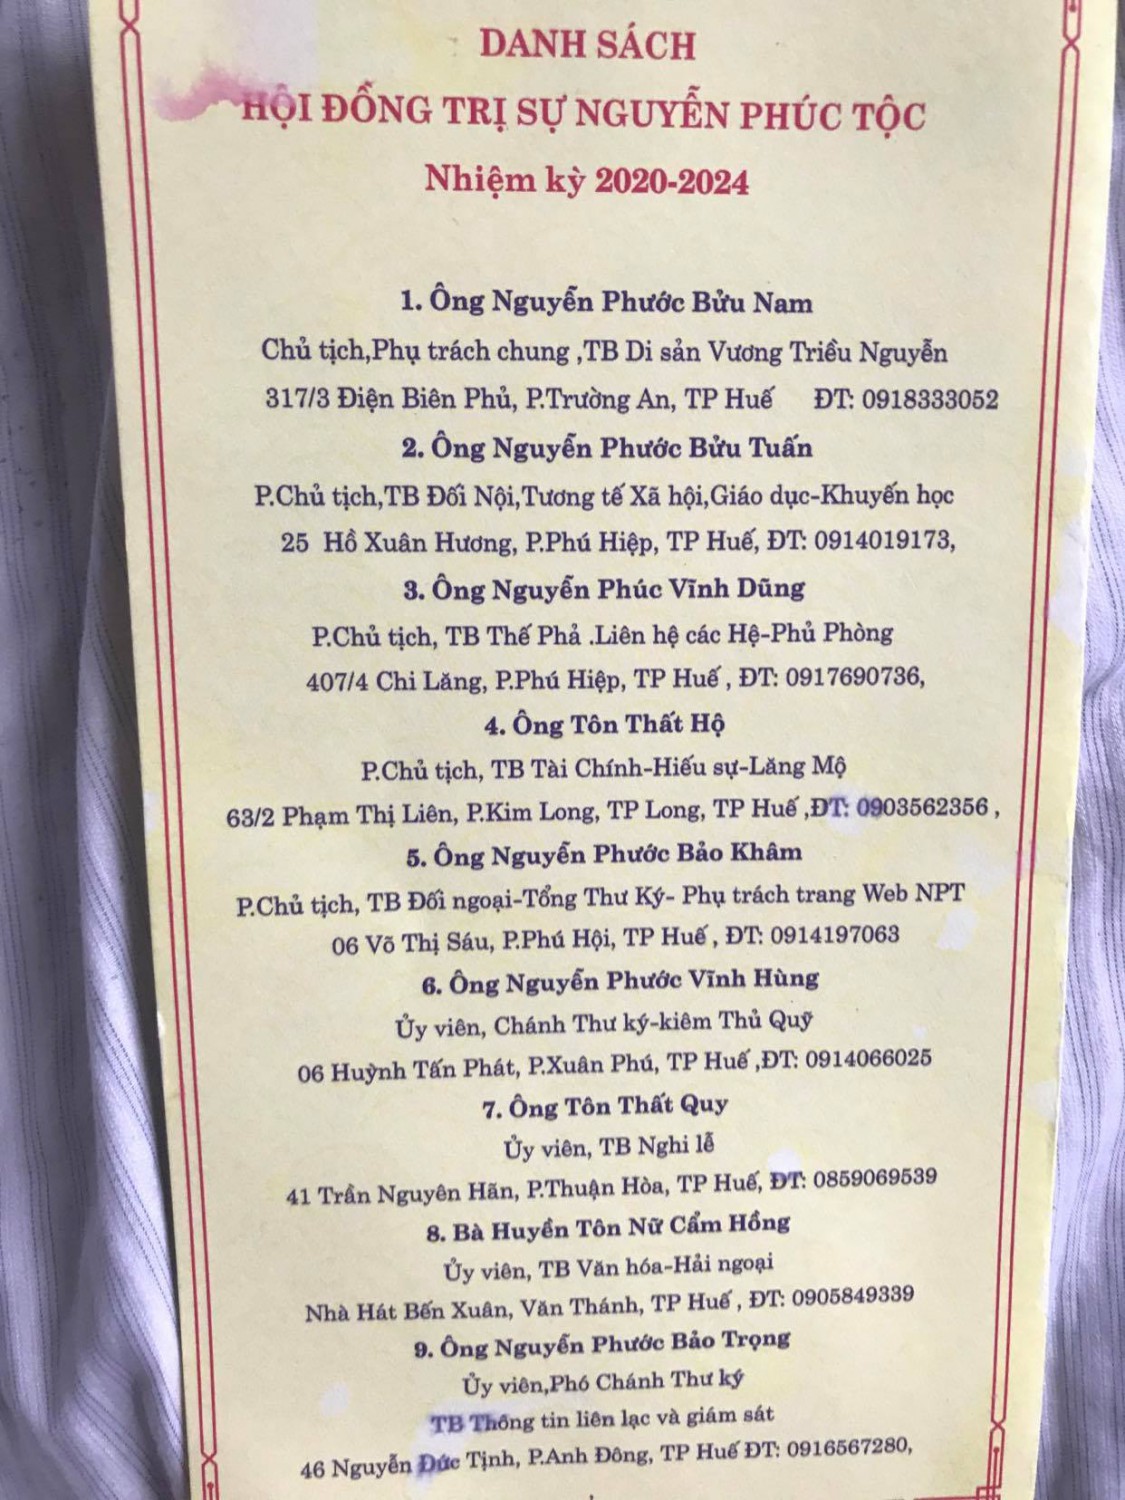 DANH SÁCH
HỘI ĐỒNG TRỊ SỰ NGUYỄN PHÚC TỘC
Nhiệm kỳ 2020-2024
1. Ông Nguyễn Phước Bửu Nam
Chủ tịch,Phụ trách chung ,TB Di sản Vương Triều Nguyễn
317/3 Điện Biên Phủ, P.Trường An, TP Huế ĐT: 0918333052
2. Ông Nguyễn Phước Bửu Tuấn
P.Chủ tịch,TB Đối Nội,Tương tế Xã hội,Giáo dục-Khuyến học
25 Hồ Xuân Hương, P.Phú Hiệp, TP Huế, ĐT: 0914019173,
3. Ông Nguyễn Phúc Vĩnh Dũng
P.Chủ tịch, TB Thế Phả .Liên hệ các Hệ-Phủ Phòng
407/4 Chi Lăng, P.Phú Hiệp, TP Huế , ĐT: 0917690736,
4. Ông Tôn Thất Hộ
P.Chủ tịch, TB Tài Chính-Hiếu sự-Lăng Mộ
63/2 Phạm Thị Liên, P.Kim Long, TP Long, TP Huế ,ĐT: 0903562356 ,
5. Ông Nguyễn Phước Bảo Khâm
P.Chủ tịch, TB Đối ngoại-Tổng Thư Ký- Phụ trách trang Web NPT
06 Võ Thị Sáu, P.Phú Hội, TP Huế , ĐT: 0914197063
6. Ông Nguyễn Phước Vĩnh Hùng
Ủy viên, Chánh Thư ký-kiêm Thủ Quỹ
06 Huỳnh Tấn Phát, P.Xuân Phú, TP Huế ,ĐT: 0914066025
7. Ông Tôn Thất Quy
Ủy viên, TB Nghi lễ
41 Trần Nguyên Hãn, P.Thuận Hòa, TP Huế, ĐT: 0859069539
8. Bà Huyền Tôn Nữ Cẩm Hồng
Ủy viên, TB Văn hóa-Hải ngoại
Nhà Hát Bến Xuân, Văn Thánh, TP Huế , ĐT: 0905849339
9. Ông Nguyễn Phước Bảo Trọng
Ủy viên,Phó Chánh Thư ký
TB Thông tin liên lạc và giám sát
46 Nguyễn Đức Tịnh, P.Anh Đông, TP Huế ĐT: 0916567280,